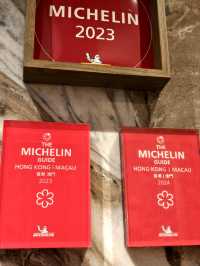 MICHELIN
2023
THE
MICHELIN
GUIDE
HONG KONG | MACAU
香港 澳門
2023
MICHELIN
THE
MICHELIN
GUIDE
HONG KONG | MACAU
香港 | 澳門
2024